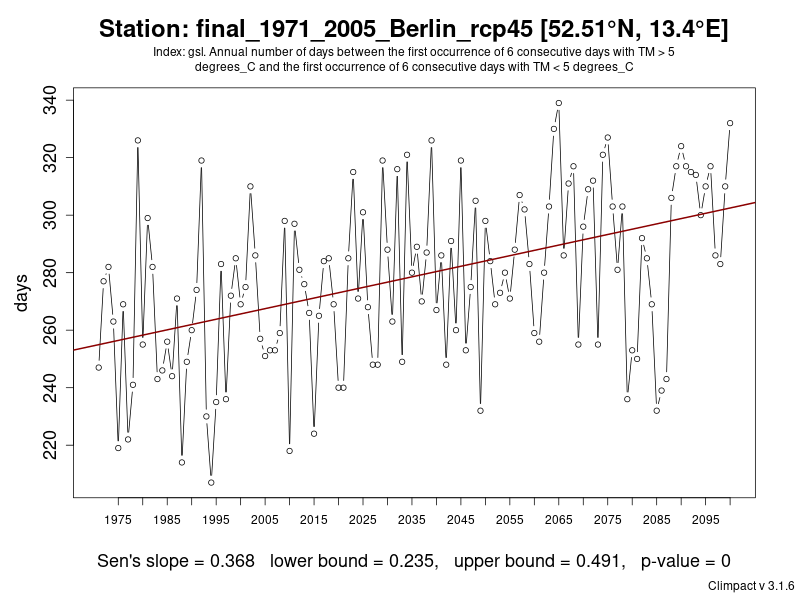 Station: final_1971_2005_Berlin_rcp45 [52.51°N, 13.4°E]
Index: gsl. Annual number of days between the first occurrence of 6 consecutive days with TM > 5
degrees_C and the first occurrence of 6 consecutive days with TM < 5 degrees_C
340
320
300
280
260
240
220
days
1975 1985 1995 2005 2015 2025 2035 2045 2055 2065 2075 2085 2095
Sen's slope = 0.368 lower bound = 0.235, upper bound = 0.491, p-value = 0
Climpact v 3.1.6